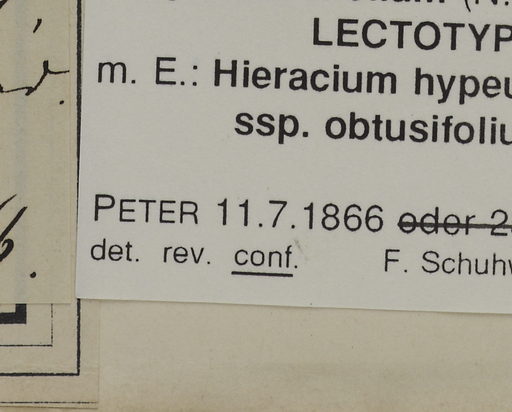 LECTOTYP
m. E.: Hieracium hypeu
ssp. obtusifoliu
PETER 11.7.1866 oder 2
det. rev. conf. F. Schuhw